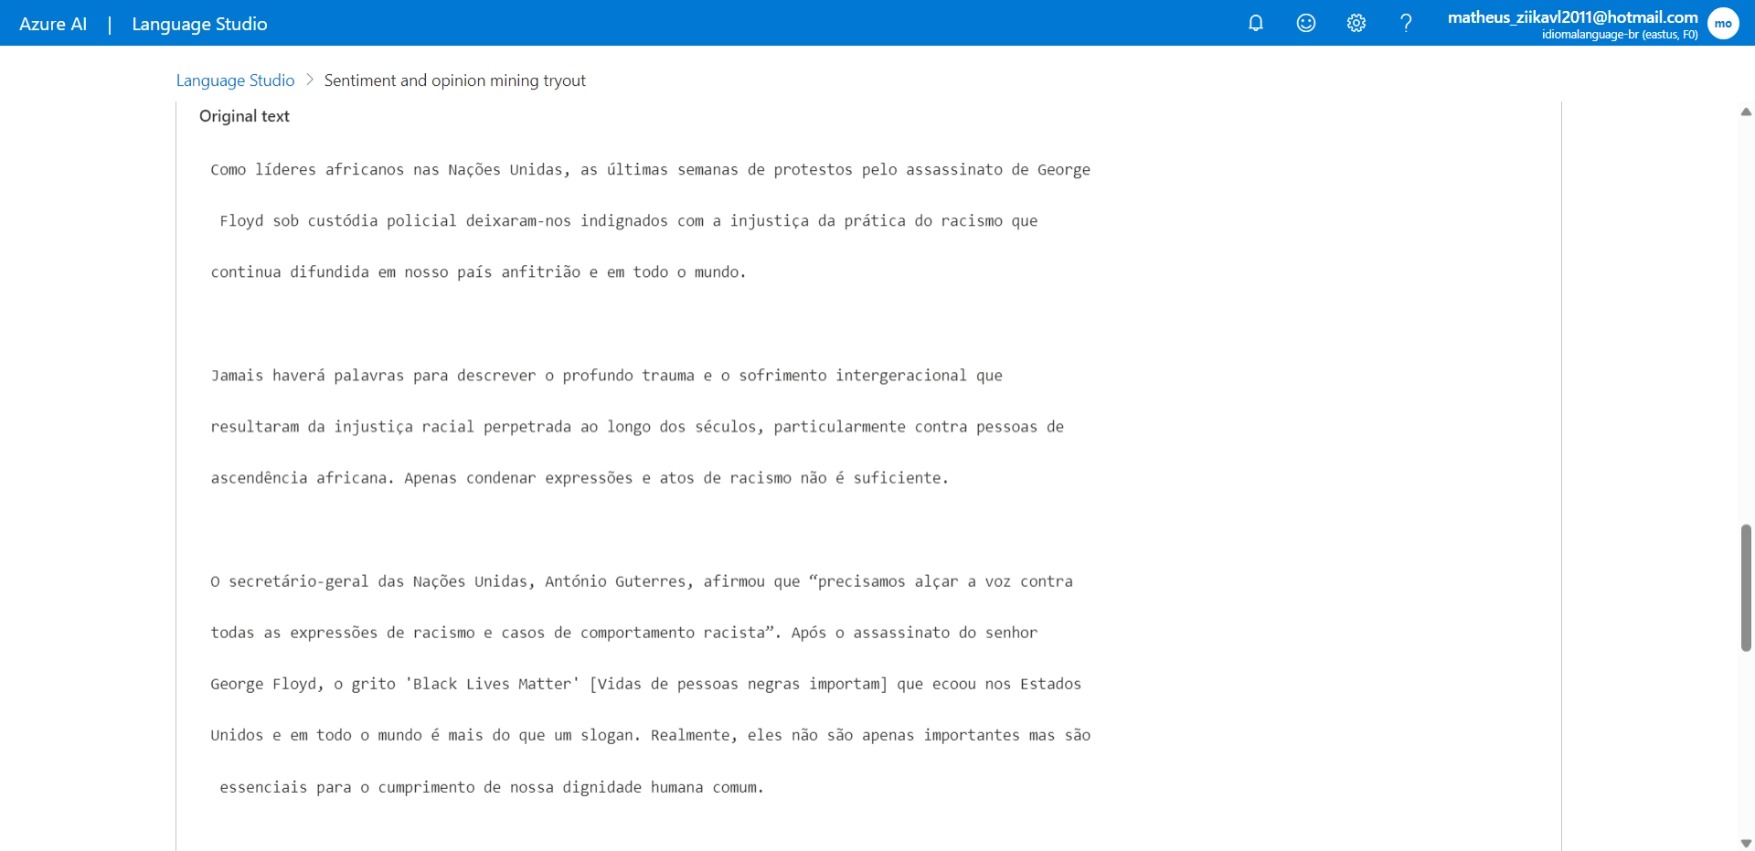 Azure AI | Language Studio
matheus_ziikavl2011@hotmail.com
idiomalanguage-br (eastus, F0)
mo
Language Studio > Sentiment and opinion mining tryout
Original text
Como líderes africanos nas Nações Unidas, as últimas semanas de protestos pelo assassinato de George
Floyd sob custódia policial deixaram-nos indignados com a injustiça da prática do racismo que
continua difundida em nosso país anfitrião e em todo o mundo.
Jamais haverá palavras para descrever o profundo trauma e o sofrimento intergeracional que
resultaram da injustiça racial perpetrada ao longo dos séculos, particularmente contra pessoas de
ascendência africana. Apenas condenar expressões e atos de racismo não é suficiente.
O secretário-geral das Nações Unidas, António Guterres, afirmou que “precisamos alçar a voz contra
todas as expressões de racismo e casos de comportamento racista”. Após o assassinato do senhor
George Floyd, o grito 'Black Lives Matter' [Vidas de pessoas negras importam] que ecoou nos Estados
Unidos e em todo o mundo é mais do que um slogan. Realmente, eles não são apenas importantes mas são
essenciais para o cumprimento de nossa dignidade humana comum.